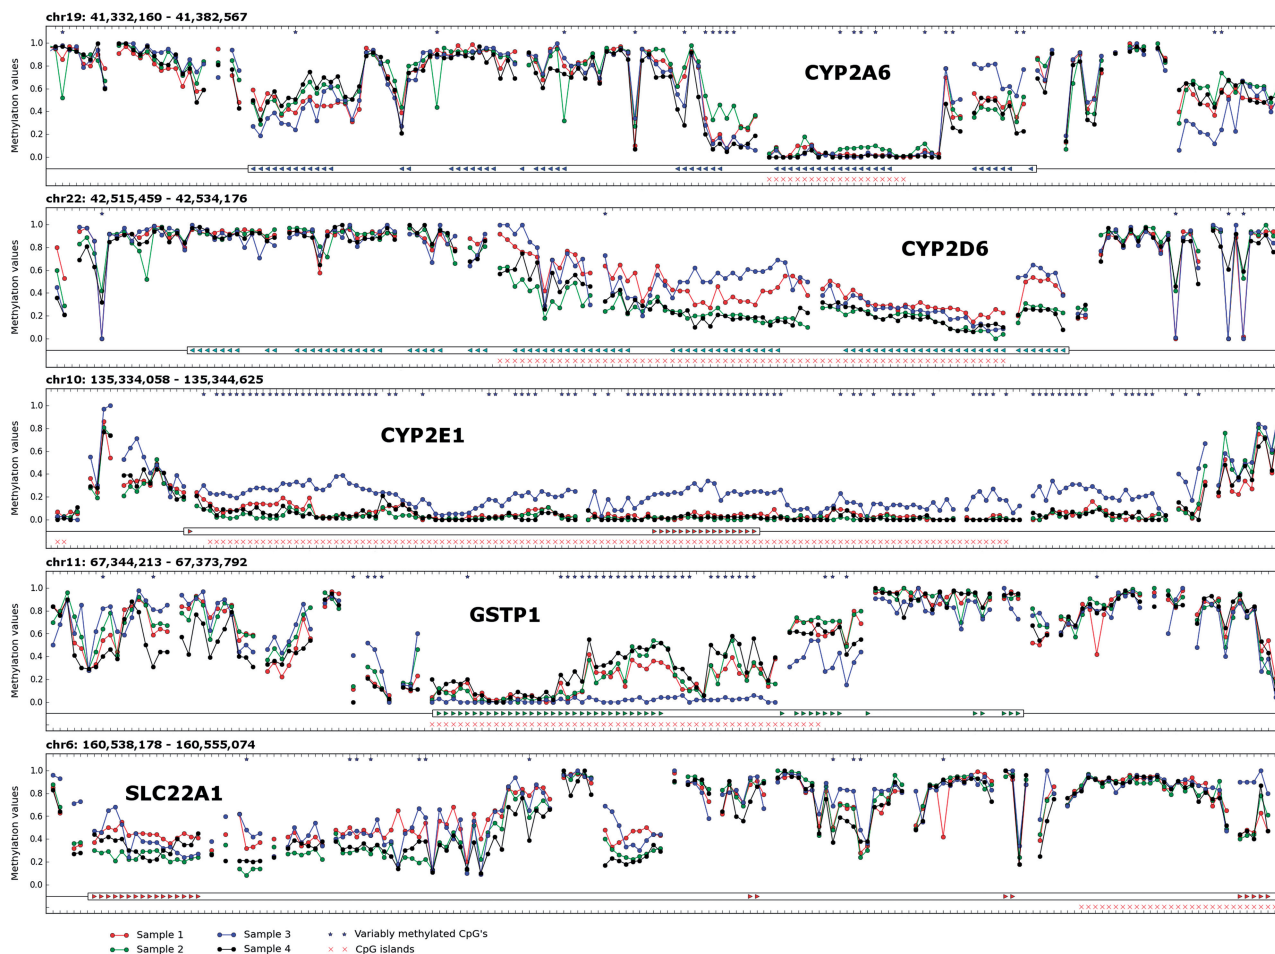 chr19: 41,332,160 - 41,382,567
1.0
0.8
0.6
0.4
0.2
0.0
Methylation values
CYP2A6
chr22: 42,515,459 - 42,534,176
1.0
0.8
0.6
0.4
0.2
0.0
Methylation values
CYP2D6
chr10: 135,334,058 - 135,344,625
1.0
0.8
0.6
0.4
0.2
0.0
Methylation values
CYP2E1
chr11: 67,344,213 - 67,373,792
1.0
0.8
0.6
0.4
0.2
0.0
Methylation values
GSTP1
chr6: 160,538,178 - 160,555,074
1.0
0.8
0.6
0.4
0.2
0.0
Methylation values
SLC22A1
Sample 1 Sample 3 Variably methylated CpG's
Sample 2 Sample 4 CpG islands